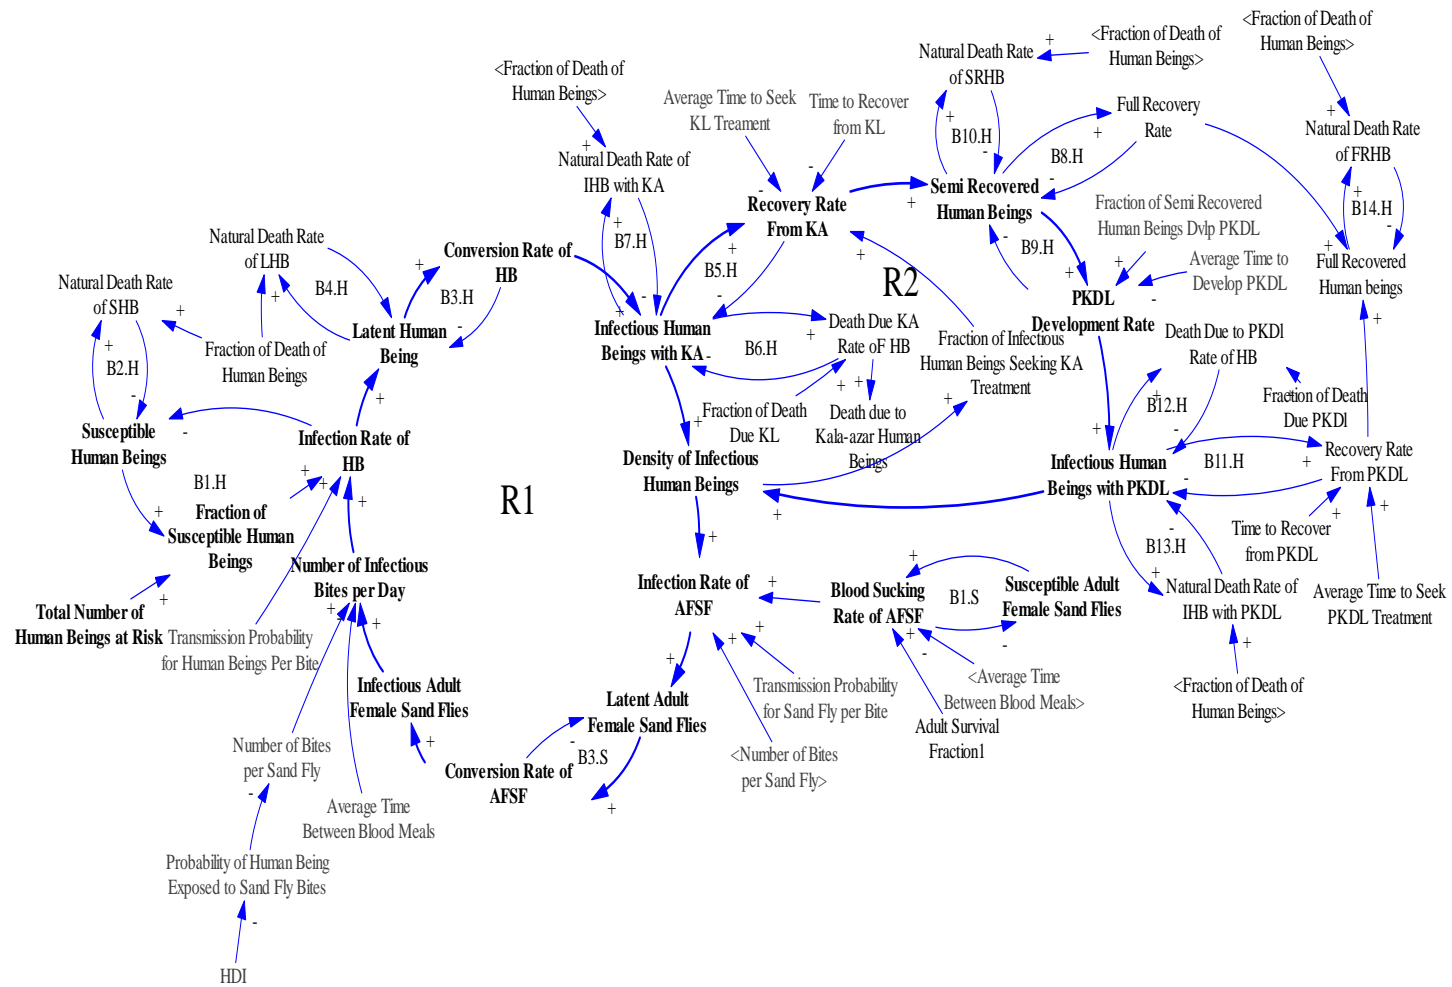 <Fraction of Death of
Human Beings>
Natural Death Rate
of SRHB
<Fraction of Death of
Human Beings>
<Fraction of Death of
Human Beings>
Average Time to Seek
KL Treament
Time to Recover
from KL
B10.H
B8.H
Full Recovery
Rate
Natural Death Rate
of FRHB
B14.H
Natural Death Rate of
IHB with KA
B7.H
Recovery Rate
From KA
B5.H
Semi Recovered
Human Beings
B9.H
Fraction of Semi Recovered
Human Beings Dvlp PKDL
Average Time to
Develop PKDL
Full Recovered
Human beings
Natural Death Rate
of LHB
B4.H
Conversion Rate of
HB
B3.H
R2
Natural Death Rate
of SHB
B2.H
Fraction of Death of
Human Beings
Latent Human
Being
Infectious Human
Beings with KA
B6.H
Death Due KA
Rate oF HB
Fraction of Infectious
Human Beings Seeking KA
Treatment
PKDL
Development Rate
Death Due to PKDl
Rate of HB
B12.H
Fraction of Death
Due PKDl
Fraction of Death
Due KL
Death due to
Kala-azar Human
Beings
Susceptible
Human Beings
B1.H
Infection Rate of
HB
Density of Infectious
Human Beings
Infectious Human
Beings with PKDL
B11.H
Recovery Rate
From PKDL
R1
Fraction of
Susceptible Human
Beings
Time to Recover
from PKDL
B13.H
Number of Infectious
Bites per Day
Infection Rate of
AFSF
Blood Sucking
Rate of AFSF
B1.S
Susceptible Adult
Female Sand Flies
Natural Death Rate of
IHB with PKDL
Average Time to Seek
PKDL Treatment
Total Number of
Human Beings at Risk
Transmission Probability
for Human Beings Per Bite
Infectious Adult
Female Sand Flies
Latent Adult
Female Sand Flies
Transmission Probability
for Sand Fly per Bite
<Average Time
Between Blood Meals>
Adult Survival
Fraction1
<Fraction of Death of
Human Beings>
Number of Bites
per Sand Fly
Conversion Rate of
AFSF
B3.S
<Number of Bites
per Sand Fly>
Average Time
Between Blood Meals
Probability of Human Being
Exposed to Sand Fly Bites
HDI